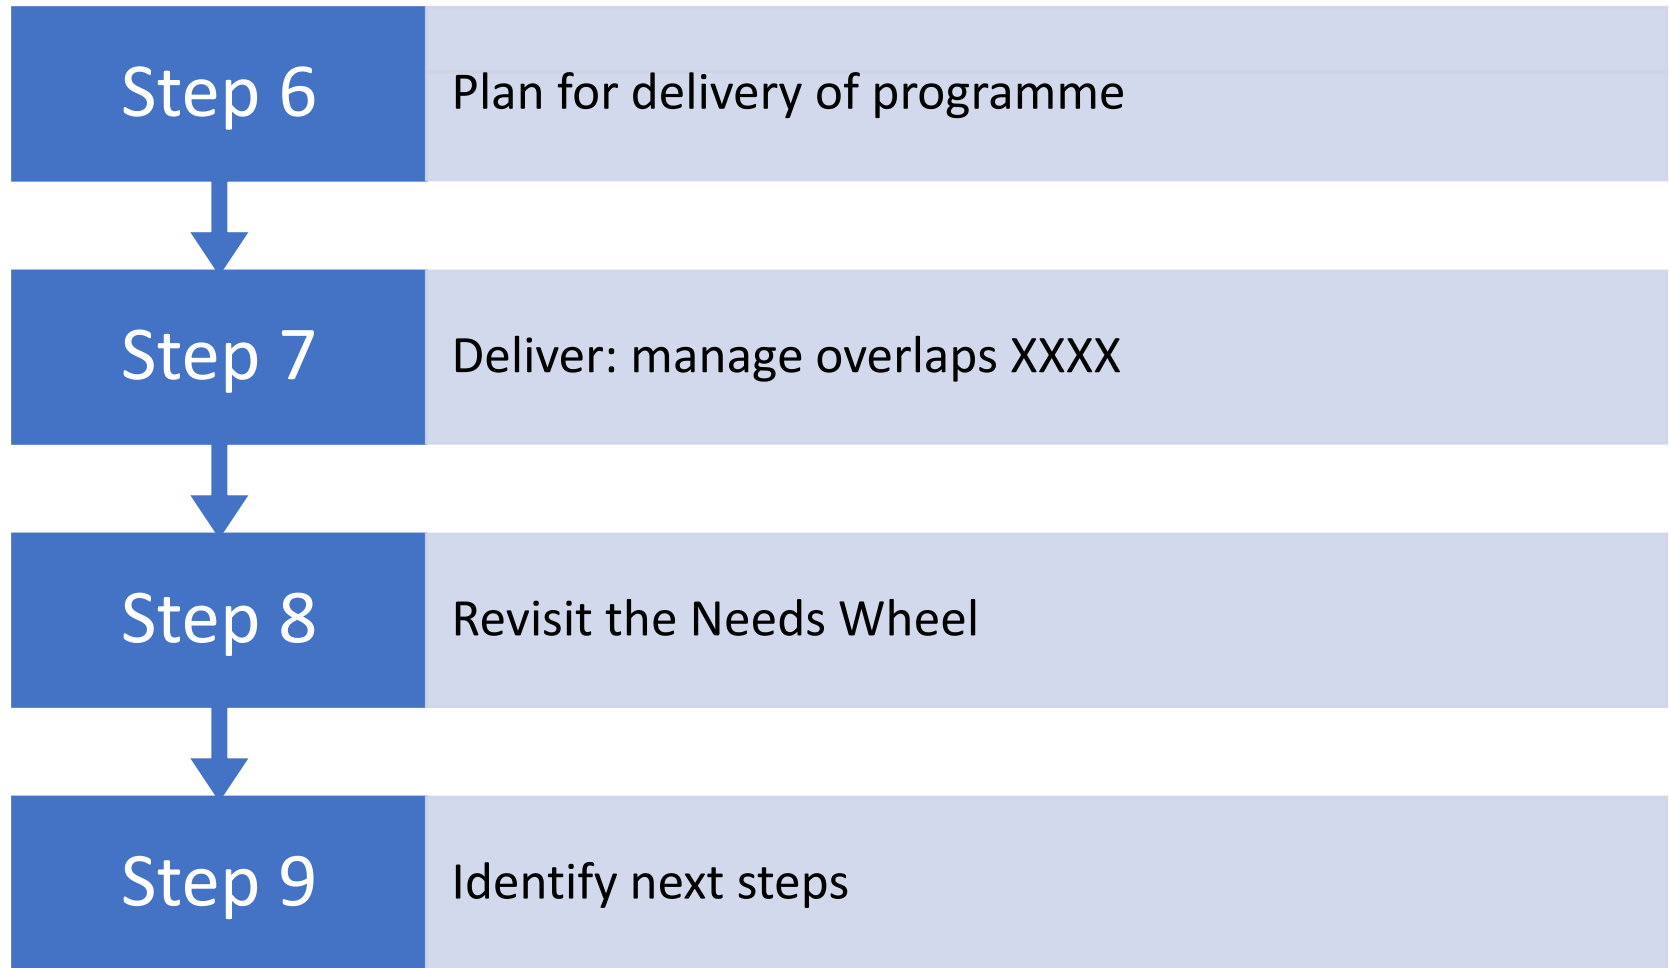 Step 6
Plan for delivery of programme
Step 7
Deliver: manage overlaps XXXX
Step 8
Revisit the Needs Wheel
Step 9
Identify next steps